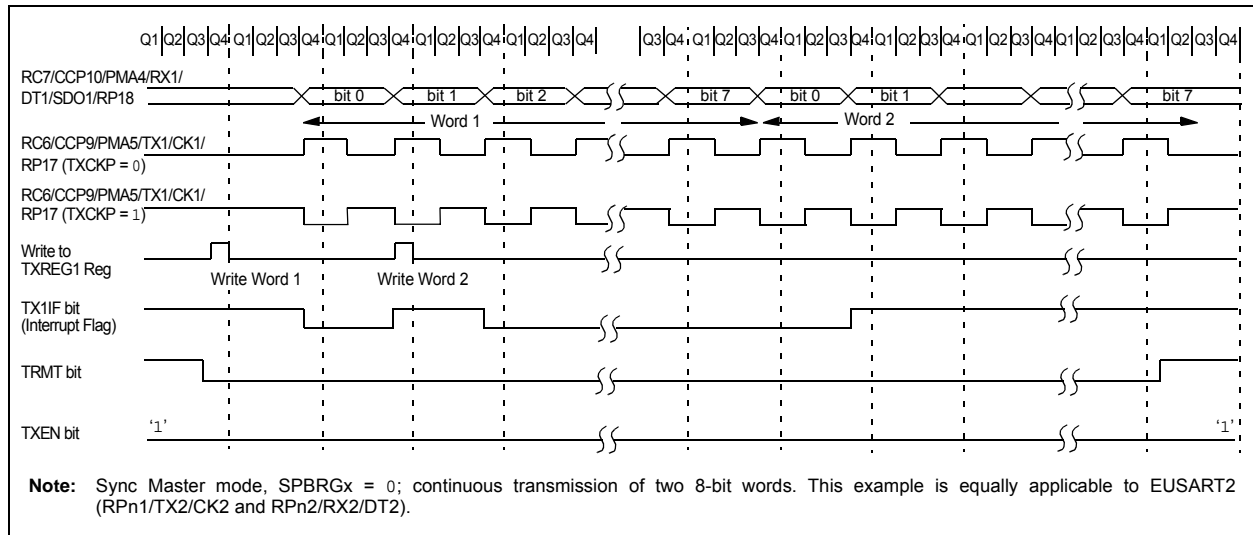 Q1 Q2 Q3 Q4 Q1 Q2 Q3 Q4 Q1 Q2 Q3 Q4 Q1 Q2 Q3 Q4 Q1 Q2 Q3 Q4 Q3 Q4 Q1 Q2 Q3 Q4 Q1 Q2 Q3 Q4 Q1 Q2 Q3 Q4 Q1 Q2 Q3 Q4 Q1 Q2 Q3 Q4 Q1 Q2 Q3 Q4
RC7/CCP10/PMA4/RX1/
DT1/SDO1/RP18 bit 0 bit 1 bit 2 bit 7 bit 0 bit 1 bit 7
Word 1 Word 2
RC6/CCP9/PMA5/TX1/CK1/
RP17 (TXCKP = 0)
RC6/CCP9/PMA5/TX1/CK1/
RP17 (TXCKP = 1)
Write to
TXREG1 Reg
Write Word 1 Write Word 2
TX1IF bit
(Interrupt Flag)
TRMT bit
TXEN bit ‘1’ ‘1’
Note: Sync Master mode, SPBRGx = 0; continuous transmission of two 8-bit words. This example is equally applicable to EUSART2
(RPn1/TX2/CK2 and RPn2/RX2/DT2).